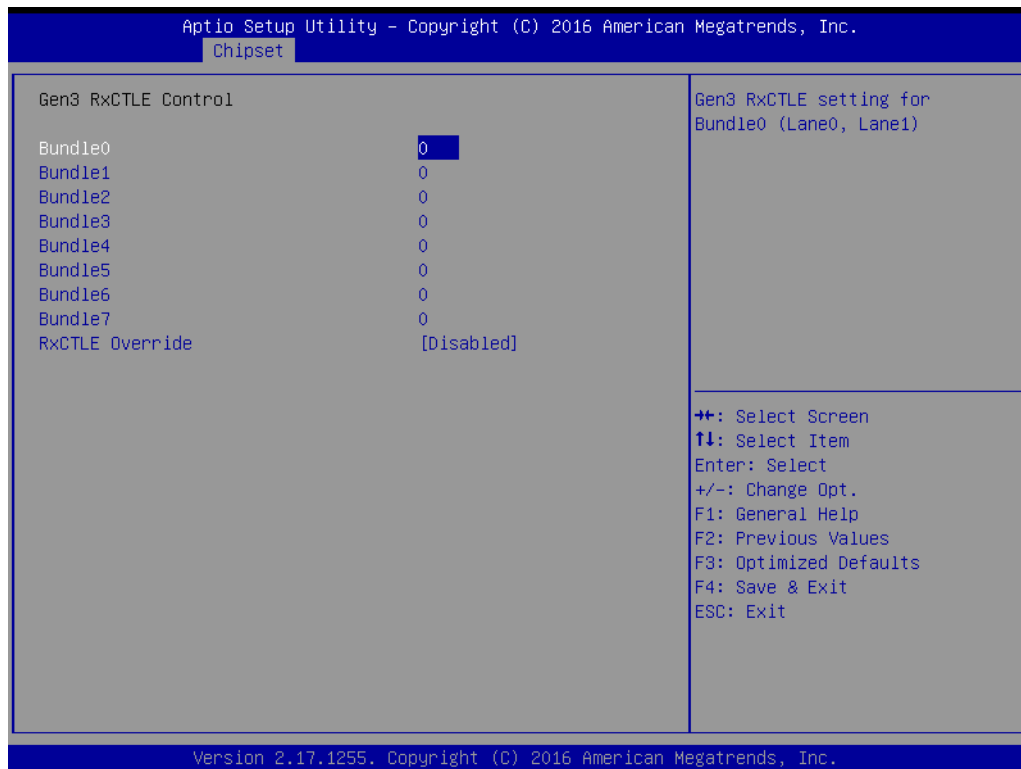 Aptio Setup Utility – Copyright (C) 2016 American Megatrends, Inc.
Chipset
Gen3 RxCTLE Control
Bundle0 0
Bundle1 0
Bundle2 0
Bundle3 0
Bundle4 0
Bundle5 0
Bundle6 0
Bundle7 0
RxCTLE Override [Disabled]
Gen3 RxCTLE setting for
Bundle0 (Lane0, Lane1)
→←: Select Screen
↑↓: Select Item
Enter: Select
+/-: Change Opt.
F1: General Help
F2: Previous Values
F3: Optimized Defaults
F4: Save & Exit
ESC: Exit
Version 2.17.1255. Copyright (C) 2016 American Megatrends, Inc.